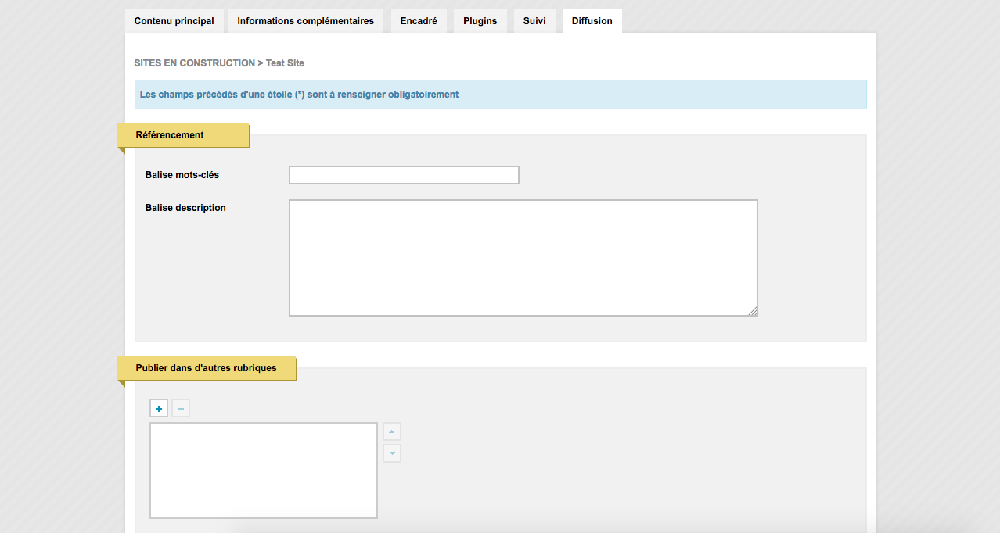 Contenu principal Informations complémentaires Encadré Plugins Suivi Diffusion
SITES EN CONSTRUCTION > Test Site
Les champs précédés d'une étoile (*) sont à renseigner obligatoirement
Référencement
Balise mots-clés
Balise description
Publier dans d'autres rubriques